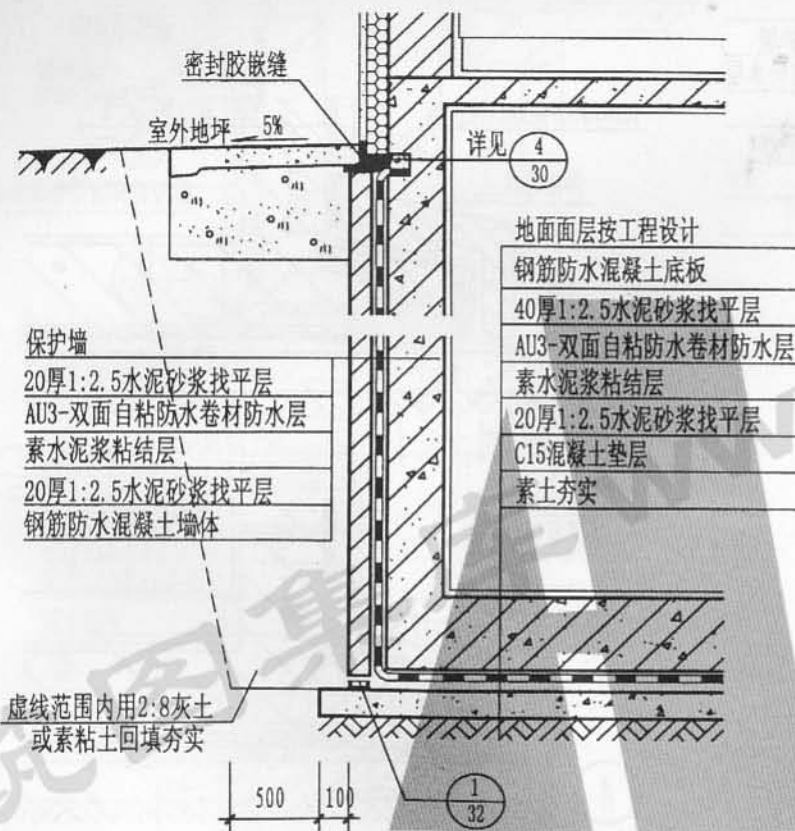 密封胶嵌缝
室外地坪 5%
详见 4
30
地面面层按工程设计
钢筋防水混凝土底板
40厚1:2.5水泥砂浆找平层
AU3-双面自粘防水卷材防水层
素水泥浆粘结层
20厚1:2.5水泥砂浆找平层
C15混凝土垫层
素土夯实
保护墙
20厚1:2.5水泥砂浆找平层
AU3-双面自粘防水卷材防水层
素水泥浆粘结层
20厚1:2.5水泥砂浆找平层
钢筋防水混凝土墙体
虚线范围内用2:8灰土
或素粘土回填夯实
500 100
1
32